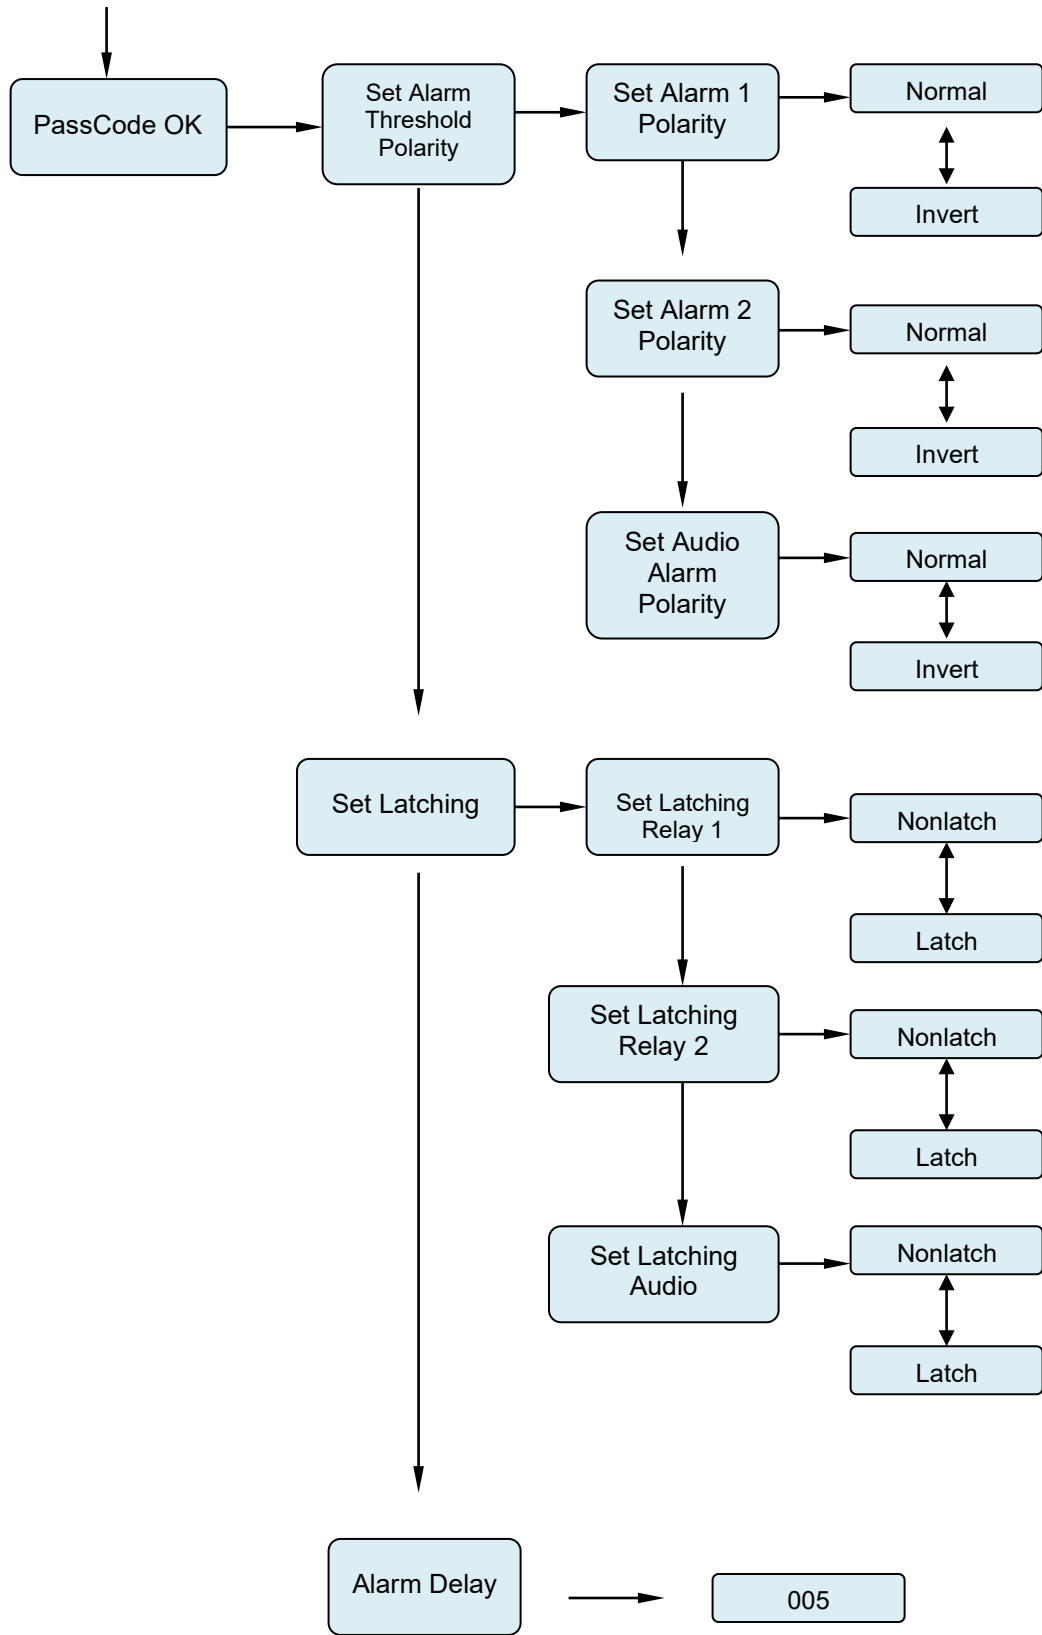 PassCode OK
Set Alarm
Threshold
Polarity
Set Alarm 1
Polarity
Normal
Invert
Set Alarm 2
Polarity
Normal
Invert
Set Audio
Alarm
Polarity
Normal
Invert
Set Latching
Set Latching
Relay 1
Nonlatch
Latch
Set Latching
Relay 2
Nonlatch
Latch
Set Latching
Audio
Nonlatch
Latch
Alarm Delay
005